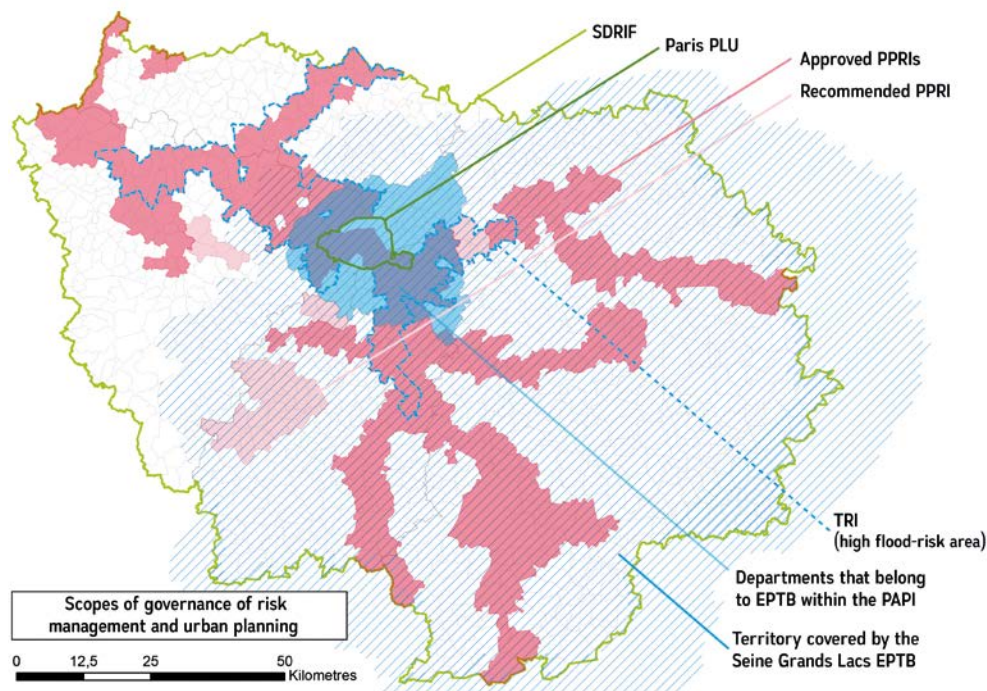 SDRIF
Paris PLU
Approved PPRIs
Recommended PPRI
TRI
(high flood-risk area)
Departments that belong
to EPTB within the PAPI
Territory covered by the
Seine Grands Lacs EPTB
Scopes of governance of risk
management and urban planning
0 12,5 25 50
Kilometres